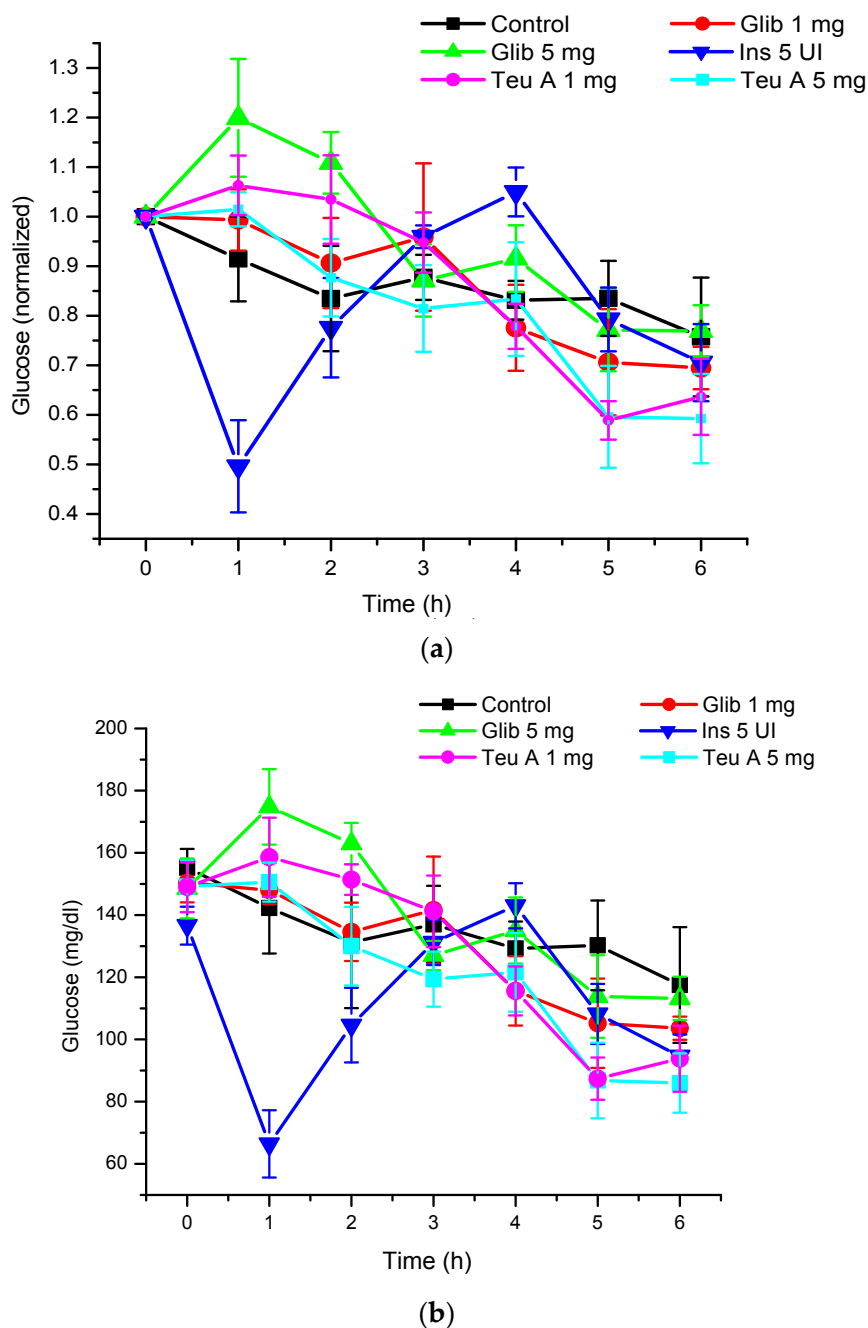 Control Glib 1 mg
Glib 5 mg Ins 5 UI
Teu A 1 mg Teu A 5 mg
Glucose (normalized)
1.3
1.2
1.1
1.0
0.9
0.8
0.7
0.6
0.5
0.4
0 1 2 3 4 5 6
Time (h)
(a)
Control Glib 1 mg
Glib 5 mg Ins 5 UI
Teu A 1 mg Teu A 5 mg
Glucose (mg/dl)
200
180
160
140
120
100
80
60
0 1 2 3 4 5 6
Time (h)
(b)